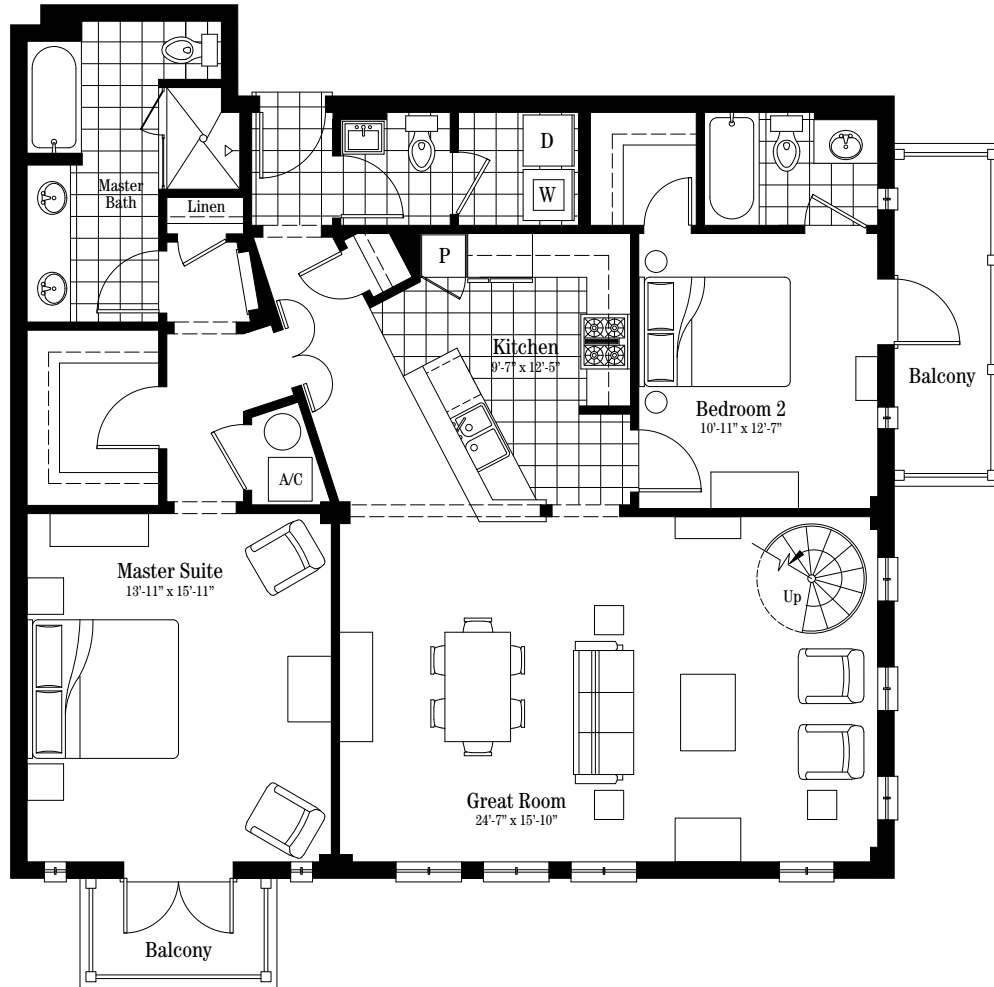 D
Master
Bath
W
Linen
P
Kitchen
9'-7" x 12'-5"
Balcony
Bedroom 2
10'-11" x 12'-7"
A/C
Master Suite
13'-11" x 15'-11"
Up
Great Room
24'-7" x 15'-10"
Balcony